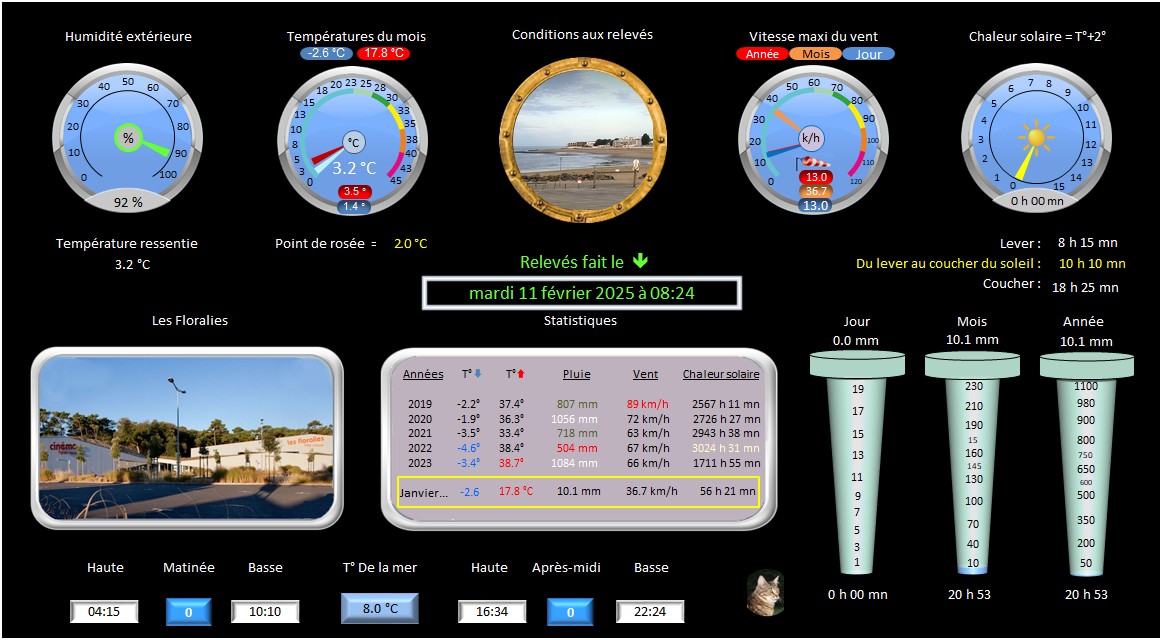 Humidité extérieure
Températures du mois
Conditions aux relevés
Vitesse maxi du vent
Chaleur solaire = T°+2°
-2.6 °C 17.8 °C
Année Mois Jour
0 10 20 30 40 50 60 70 80 90 100
%
92 %
0 3 5 8 10 13 15 18 20 23 25 28 30 33 35 38 40 43 45
°C
3.2 °C
3.5 °
1.4 °
0 10 20 30 40 50 60 70 80 90 100 110 120
k/h
13.0
36.7
13.0
0 1 2 3 4 5 6 7 8 9 10 11 12 13 14 15
0 h 00 mn
Température ressentie
3.2 °C
Point de rosée = 2.0 °C
Relevés fait le
mardi 11 février 2025 à 08:24
Lever : 8 h 15 mn
Du lever au coucher du soleil : 10 h 10 mn
Coucher : 18 h 25 mn
Les Floralies
cinéma
les floralies
Statistiques
Années T° T° Pluie Vent Chaleur solaire
2019 -2.2° 37.4° 807 mm 89 km/h 2567 h 11 mn
2020 -1.9° 36.3° 1056 mm 72 km/h 2726 h 27 mn
2021 -3.5° 33.4° 718 mm 63 km/h 2943 h 38 mn
2022 -4.6° 38.4° 504 mm 67 km/h 3024 h 31 mn
2023 -3.4° 38.7° 1084 mm 66 km/h 1711 h 55 mn
Janvier... -2.6 17.8 °C 10.1 mm 36.7 km/h 56 h 21 mn
Jour
0.0 mm
19
17
15
13
11
9
7
5
3
1
0 h 00 mn
Mois
10.1 mm
230
210
190
15
160
145
130
100
70
40
10
20 h 53
Année
10.1 mm
1100
980
900
800
750
650
600
500
350
200
50
20 h 53
Haute Matinée Basse T° De la mer Haute Après-midi Basse
04:15 0 10:10 8.0 °C 16:34 0 22:24